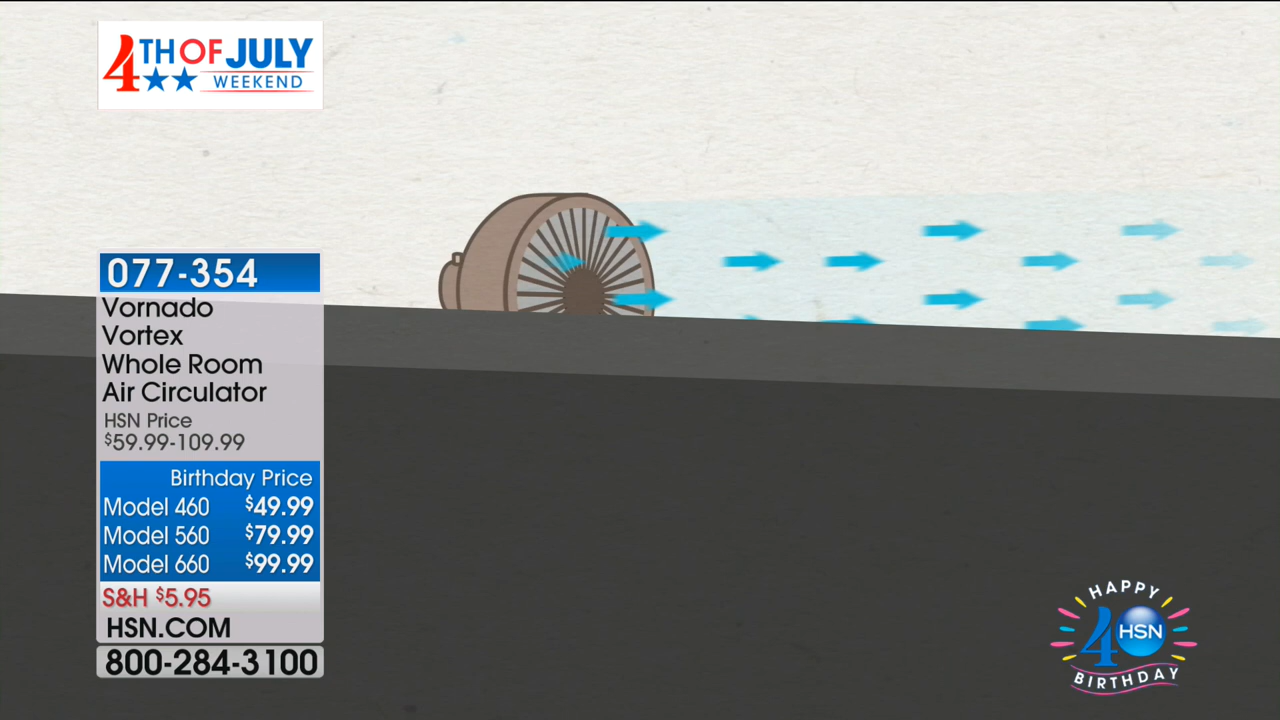 4TH OF JULY
WEEKEND
077-354
Vornado
Vortex
Whole Room
Air Circulator
HSN Price
$59.99-109.99
Birthday Price
Model 460 $49.99
Model 560 $79.99
Model 660 $99.99
S&H $5.95
HSN.COM
800-284-3100
HAPPY
40 HSN
BIRTHDAY